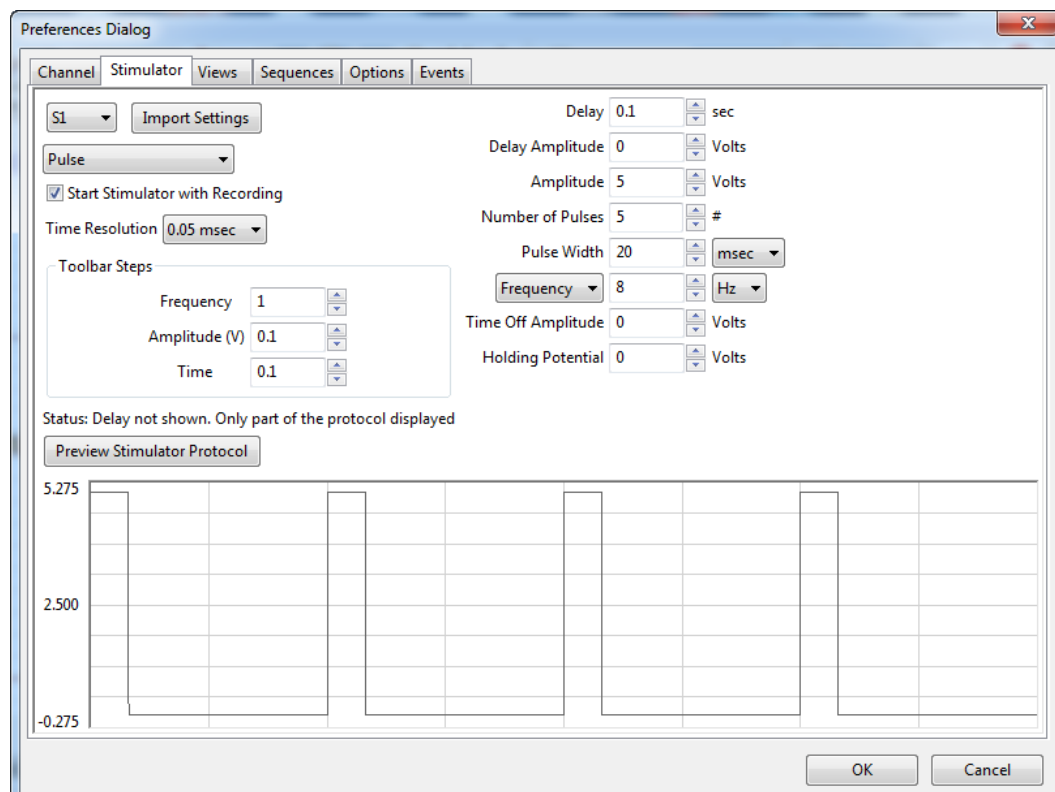 Preferences Dialog
Channel Stimulator Views Sequences Options Events
S1 Import Settings
Pulse
Start Stimulator with Recording
Time Resolution 0.05 msec
Toolbar Steps
Frequency 1
Amplitude (V) 0.1
Time 0.1
Delay 0.1 sec
Delay Amplitude 0 Volts
Amplitude 5 Volts
Number of Pulses 5 #
Pulse Width 20 msec
Frequency 8 Hz
Time Off Amplitude 0 Volts
Holding Potential 0 Volts
Status: Delay not shown. Only part of the protocol displayed
Preview Stimulator Protocol
5.275
2.500
-0.275
OK Cancel